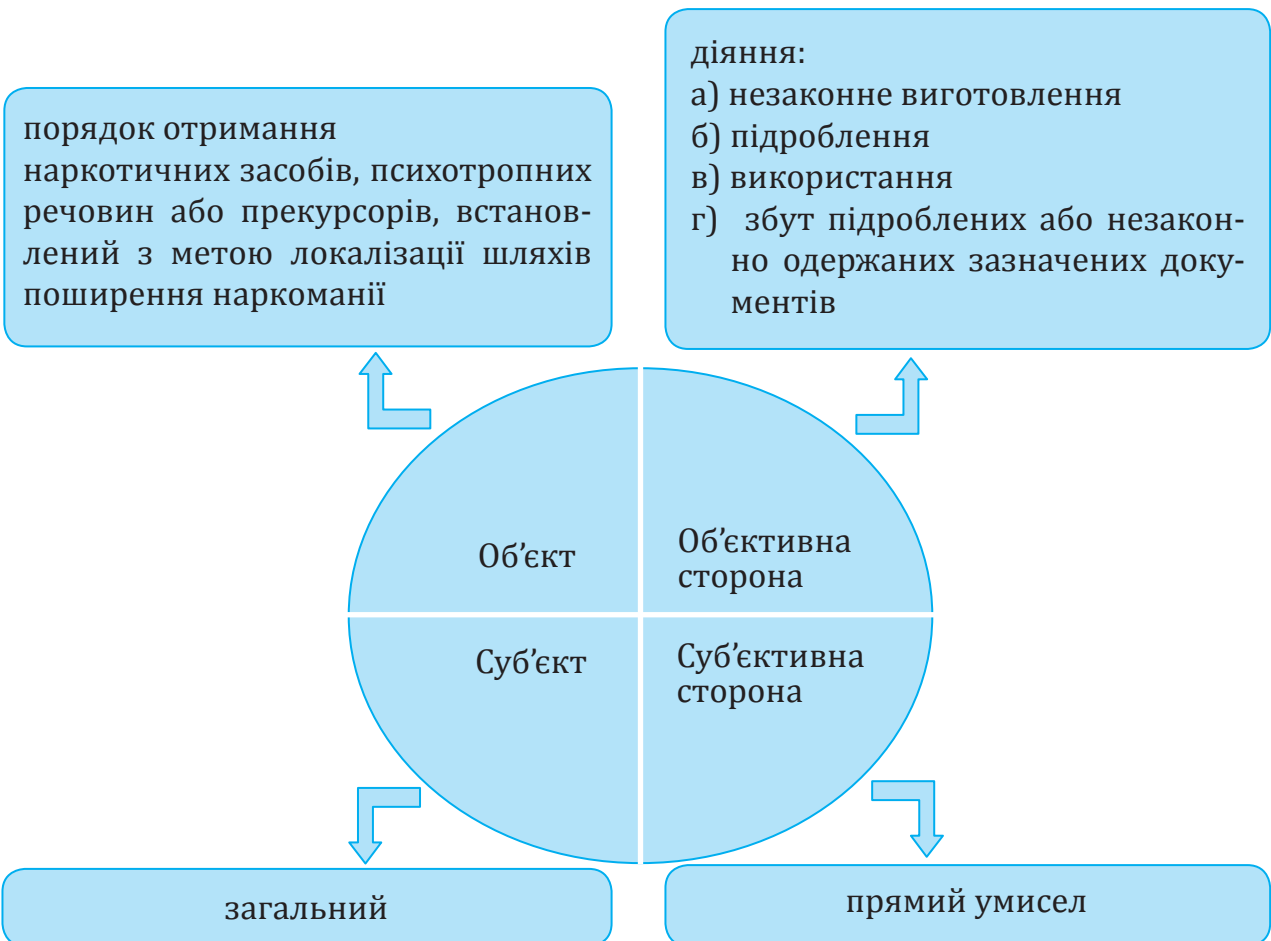 порядок отримання
наркотичних засобів, психотропних
речовин або прекурсорів, встанов-
лений з метою локалізації шляхів
поширення наркоманії
діяння:
а) незаконне виготовлення
б) підроблення
в) використання
г) збут підроблених або незакон-
но одержаних зазначених доку-
ментів
Об’єкт
Об’єктивна
сторона
Суб’єкт
Суб’єктивна
сторона
загальний
прямий умисел